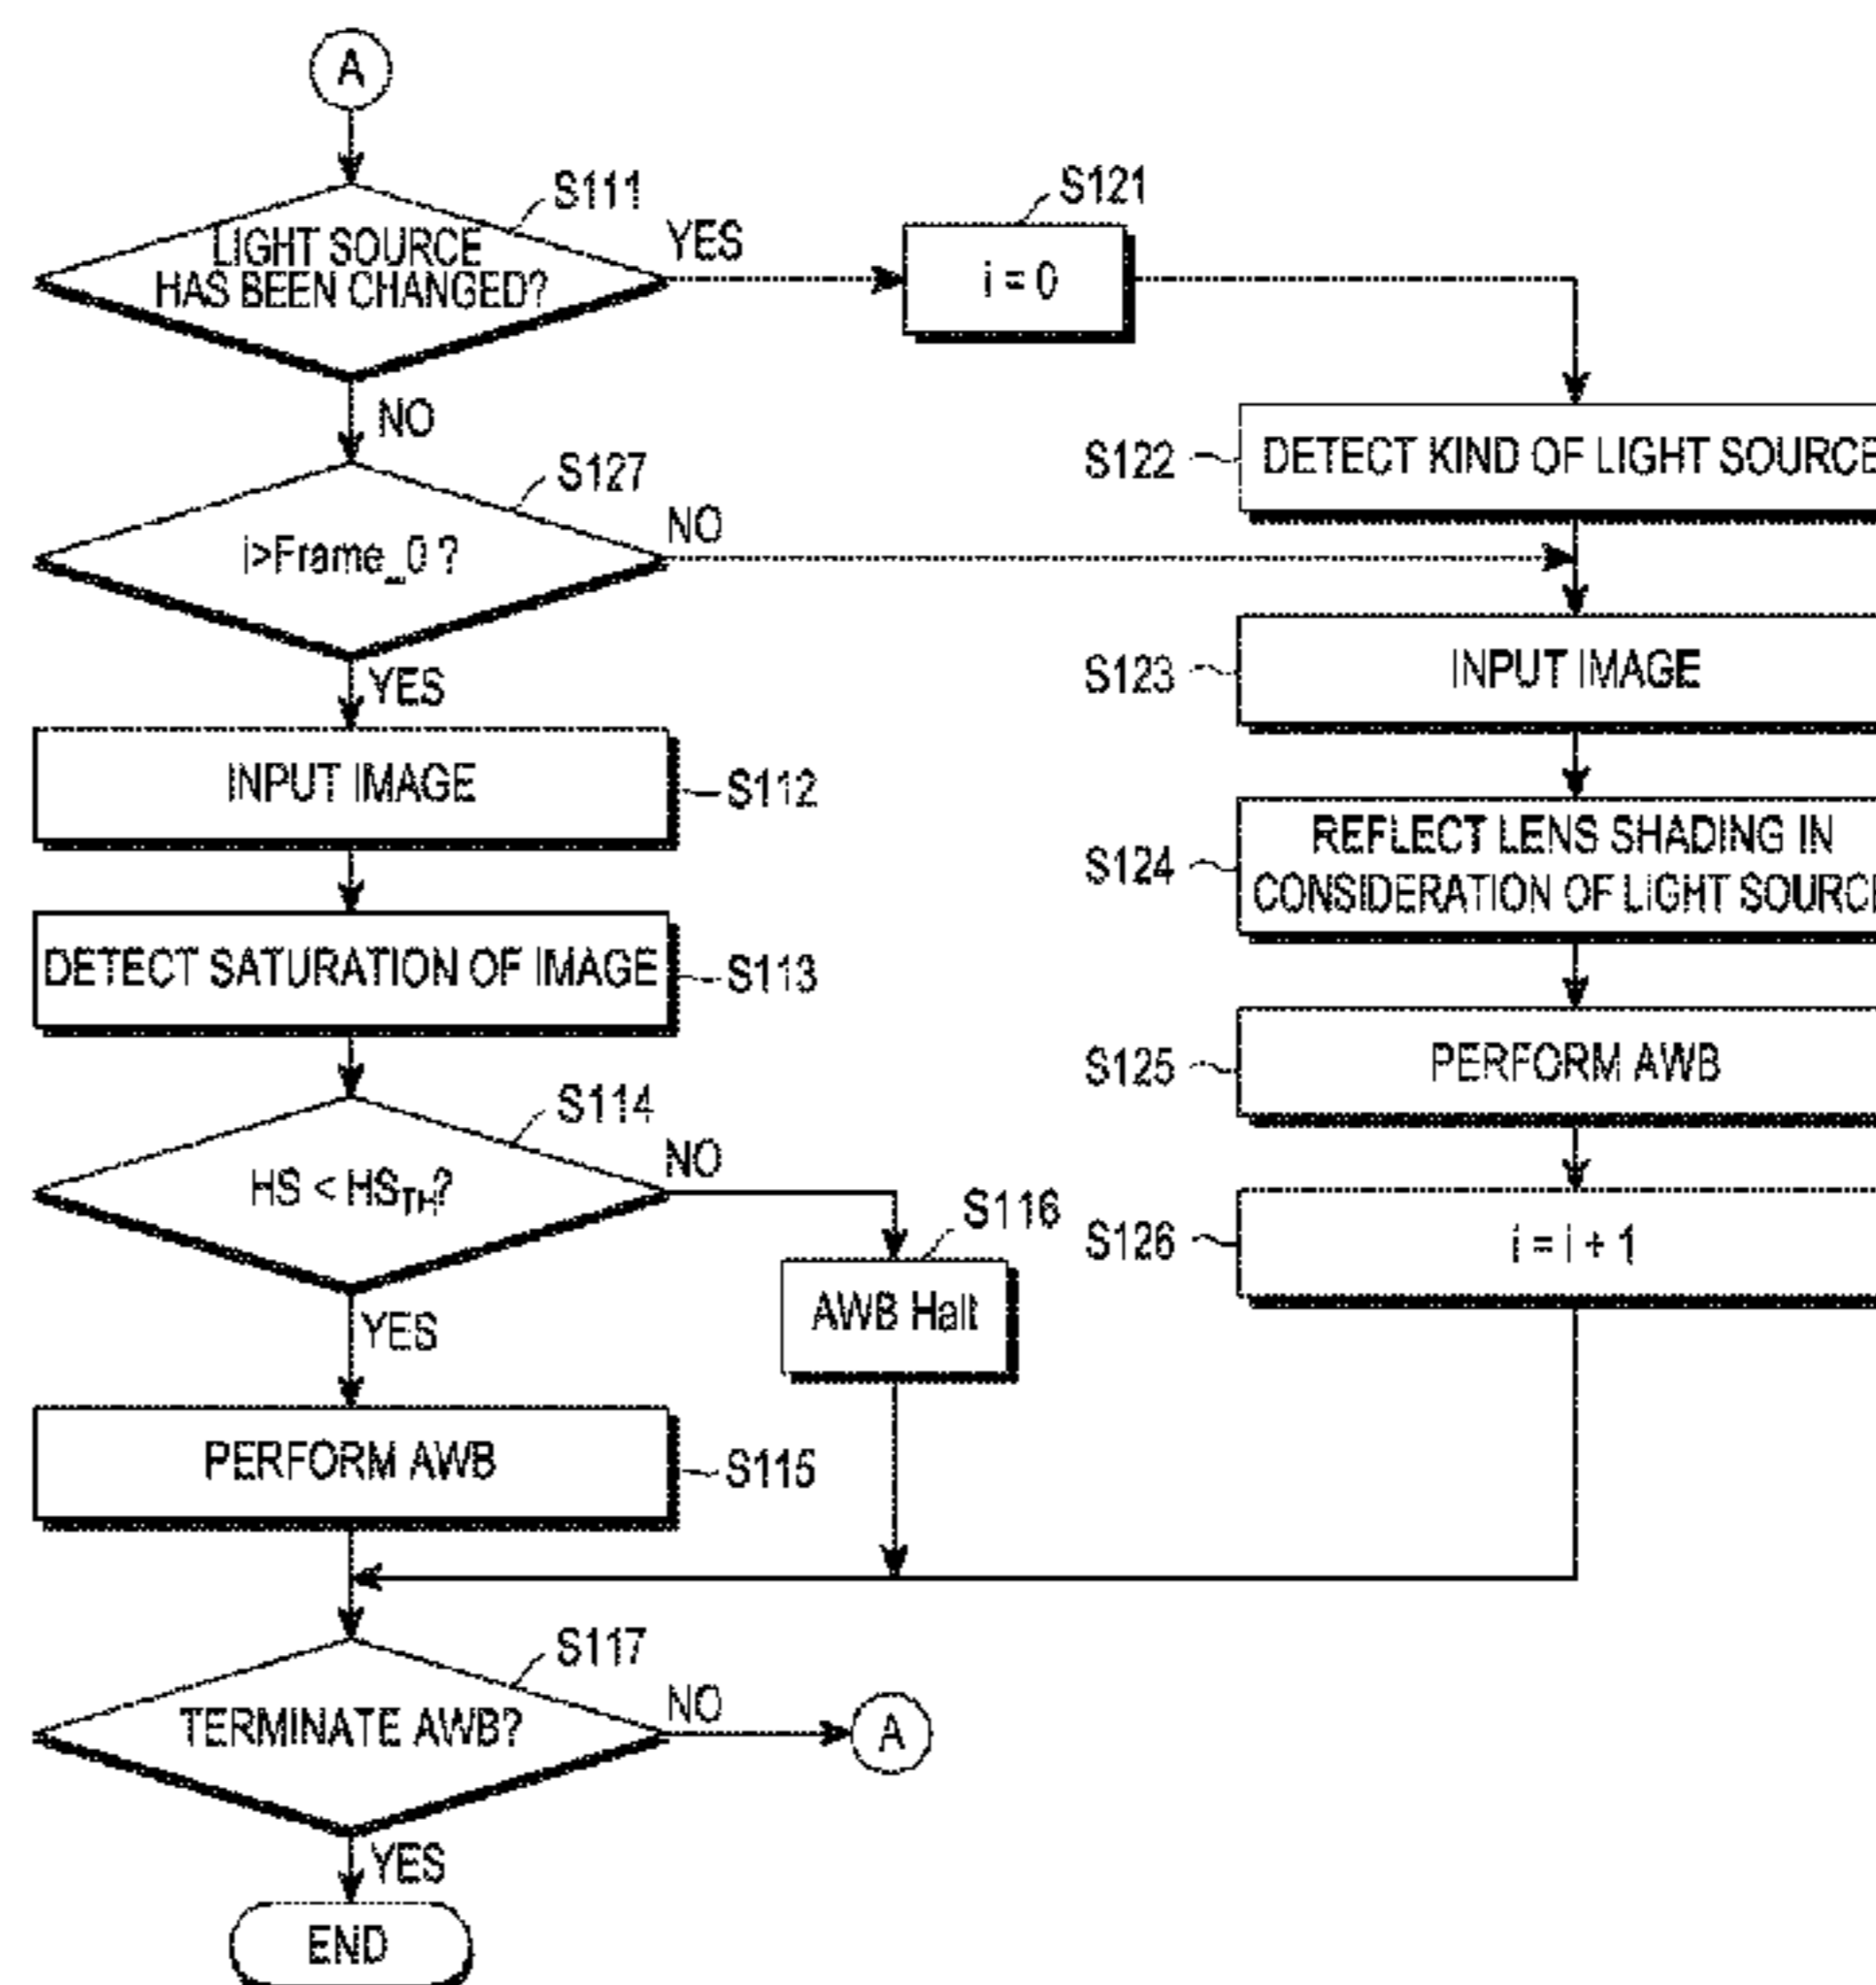 A
S111
LIGHT SOURCE
HAS BEEN CHANGED?
YES
S121
i = 0
NO
S122
DETECT KIND OF LIGHT SOURCE
S127
i>Frame_0 ?
NO
YES
S123
INPUT IMAGE
INPUT IMAGE
S112
S124
REFLECT LENS SHADING IN
CONSIDERATION OF LIGHT SOURCE
DETECT SATURATION OF IMAGE
S113
S125
PERFORM AWB
S114
HS < HSTH?
NO
S116
AWB Halt
S126
i = i + 1
YES
PERFORM AWB
S115
S117
TERMINATE AWB?
NO
A
YES
END